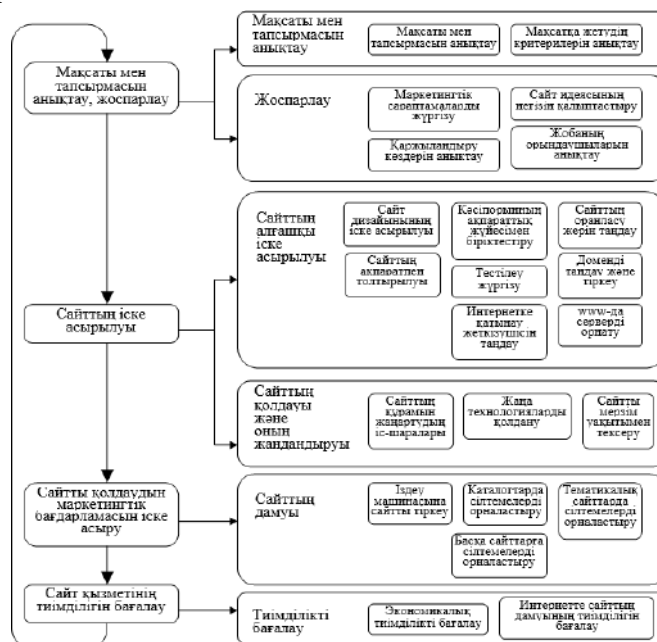 Мақсаты мен
тапсырмасын
анықтау, жоспарлау
Мақсаты мен
тапсырмасын
анықтау
Мақсаты мен
тапсырмасын анықтау
Мақсатқа жетудің
критерилерін анықтау
Жоспарлау
Маркетингтік
сараптамаларды
жүргізу
Сайт идеясының
негізін қалыптастыру
Қаржыландыру
көздерін анықтау
Жобаның
орындаушыларын
анықтау
Сайттың іске
асырылуы
Сайттың
алғашқы
іске
асырылуы
Сайт
дизайынының
іске асырылуы
Кәсіпорынның
ақпараттық
жүйесімен
біріктестіру
Сайттың
орналасу
жерін таңдау
Сайттың
ақпаратпен
толтырылуы
Тестілеу
жүргізу
Доменді
таңдау және
тіркеу
Интернетке
қатынау
жеткізушісін
таңдау
www-да
серверді
орнату
Сайттың
қолдауы
және
оның
жандандыруы
Сайттың
құрамын
жаңартудың
іс-шаралары
Жаңа
технологияларды
қолдану
Сайтты
мерзім
уақытымен
тексеру
Сайтты қолдаудын
маркетингтік
бағдарламасын іске
асыру
Сайттың
дамуы
Іздеу
машинасына
сайтты тіркеу
Каталогтарда
сілтемелерді
орналастыру
Тематикалық
сайттарда
сілтемелерді
орналастыру
Басқа сайттарға
сілтемелерді
орналастыру
Сайт қызметінің
тиімділігін бағалау
Тиімділікті
бағалау
Экономикалық
тиімділікті бағалау
Интернетте сайттың
дамуының тиімділігін
бағалау